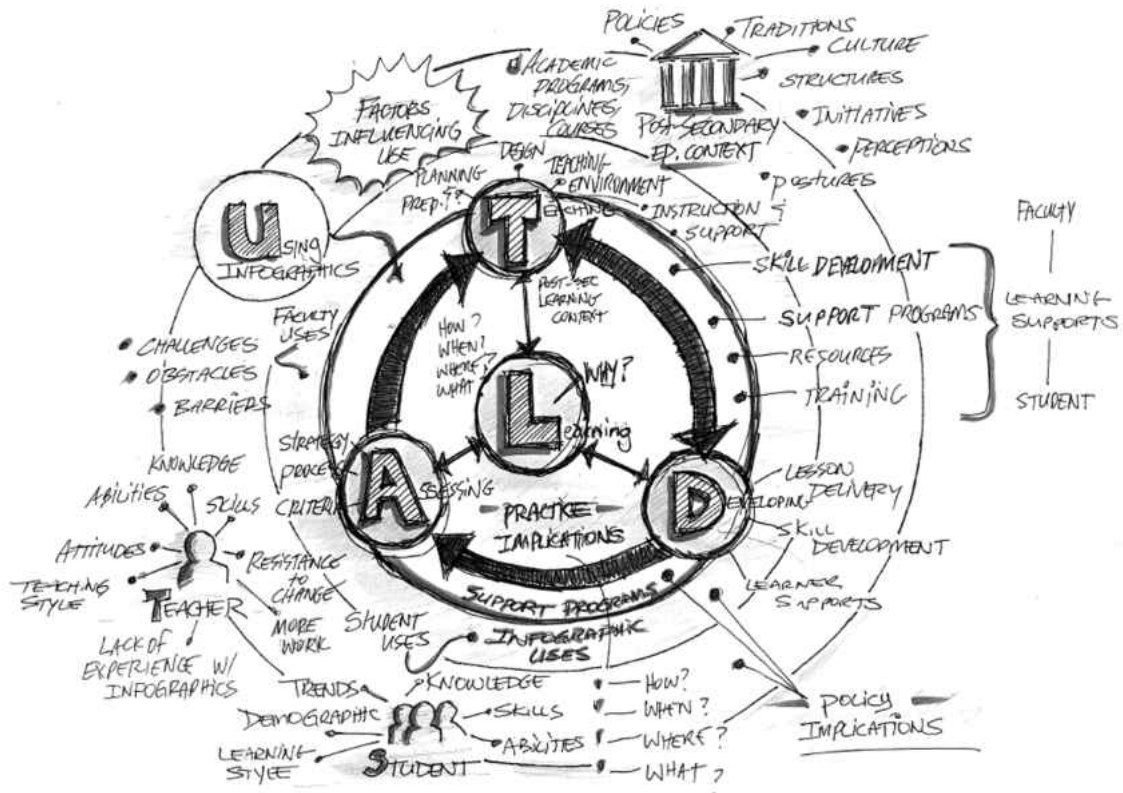 POLICIES
TRADITIONS
CULTURE
STRUCTURES
INITIATIVES
PERCEPTIONS
POSTURES
POST-SECONDARY
ED. CONTEXT
ACADEMIC
PROGRAMS,
DISCIPLINES,
COURSES
FACTORS
INFLUENCING
USE
USING
INFOGRAPHICS
PLANNING
PREP. & ?
DESIGN
TEACHING
ENVIRONMENT
INSTRUCTION &
SUPPORT
TEACHING
POST-SEC
LEARNING
CONTEXT
SKILL DEVELOPMENT
SUPPORT PROGRAMS
RESOURCES
TRAINING
FACULTY
LEARNING
SUPPORTS
STUDENT
FACULTY
USES
HOW?
WHEN?
WHERE?
WHAT
WHY?
Learning
CHALLENGES
OBSTACLES
BARRIERS
STRATEGY
PROCESS
CRITERIA
ASSESSING
PRACTICE
IMPLICATIONS
DEVELOPING
LESSON
DELIVERY
SKILL
DEVELOPMENT
LEARNER
SUPPORTS
SUPPORT PROGRAMS
INFOGRAPHIC
USES
STUDENT
USES
KNOWLEDGE
ABILITIES
SKILLS
ATTITUDES
TEACHING
STYLE
RESISTANCE
TO
CHANGE
MORE
WORK
TEACHER
LACK OF
EXPERIENCE W/
INFOGRAPHICS
TRENDS
DEMOGRAPHIC
LEARNING
STYLE
KNOWLEDGE
SKILLS
ABILITIES
STUDENT
HOW?
WHEN?
WHERE?
WHAT?
POLICY
IMPLICATIONS